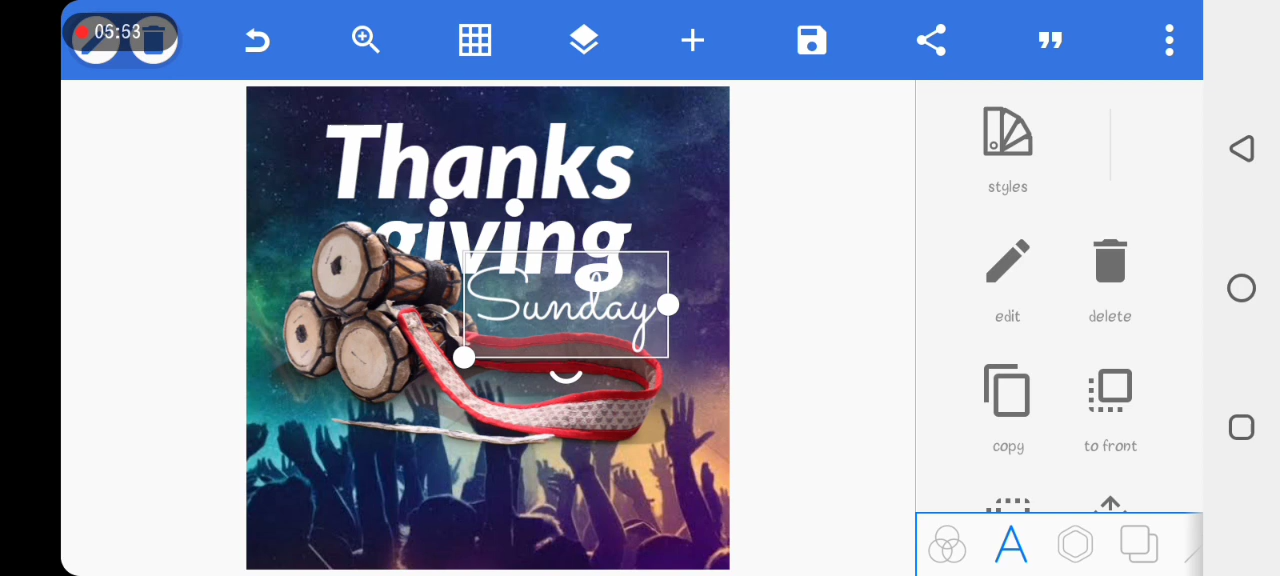 05:53
Thanks
giving
Sunday
styles
edit
delete
copy
to front